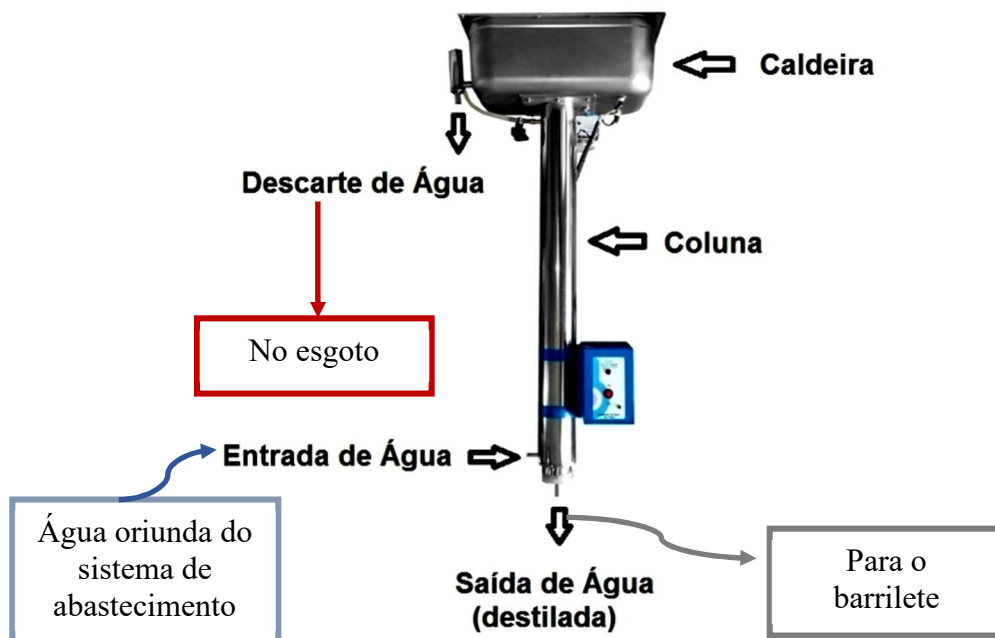 Caldeira
Descarte de Água
Coluna
No esgoto
Entrada de Água
Água oriunda do
sistema de
abastecimento
Saída de Água
(destilada)
Para o
barrilete